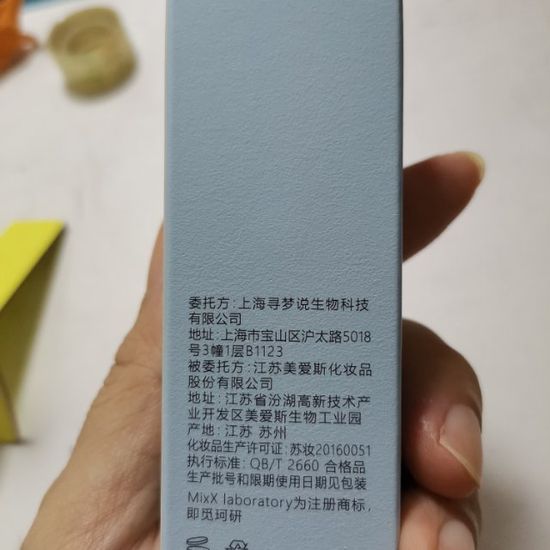 委托方:上海寻梦说生物科技
有限公司
地址:上海市宝山区沪太路5018
号3幢1层B1123
被委托方:江苏美爱斯化妆品
股份有限公司
地址:江苏省汾湖高新技术产
业开发区美爱斯生物工业园
产地:江苏 苏州
化妆品生产许可证:苏妆20160051
执行标准:QB/T 2660 合格品
生产批号和限期使用日期见包装
MixX laboratory为注册商标,
即觅珂研